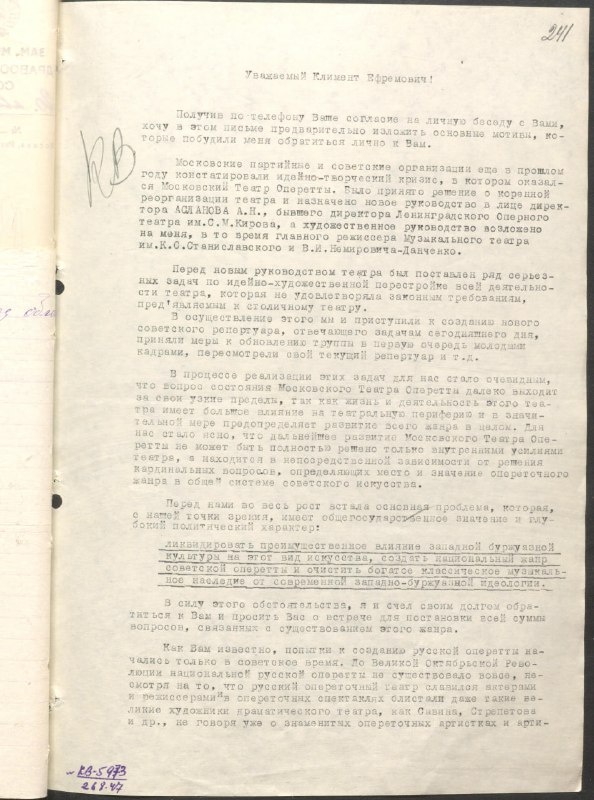 241
ЗАМ. М
КВ
Уважаемый Климент Ефремович!
Получив по телефону Ваше согласие на личную беседу с Вами,
хочу в этом письме предварительно изложить основные мотивы, ко-
торые побудили меня обратиться лично к Вам.
Московские партийные и советские организации еще в прошлом
году констатировали идейно-творческий кризис, в котором оказал-
ся Московский Театр Оперетты. Было принято решение о коренной
реорганизации театра и назначено новое руководство в лице дирек-
тора АСЛАНОВА А.Н., бывшего директора Ленинградского Оперного
театра им.С.М.Кирова, а художественное руководство возложено
на меня, в то время главного режиссера Музыкального театра
им.К.С.Станиславского и В.И.Немировича-Данченко.
Перед новым руководством театра был поставлен ряд серьез-
ных задач по идейно-художественной перестройке всей деятельно-
сти театра, которая не удовлетворяла законным требованиям,
пред'являемым к столичному театру.
В осуществление этого мы и приступили к созданию нового
советского репертуара, отвечающего задачам сегодняшнего дня,
приняли меры к обновлению труппы в первую очередь молодыми
кадрами, пересмотрели свой текущий репертуар и т.д.
В процессе реализации этих задач для нас стало очевидным,
что вопрос состояния Московского Театра Оперетты далеко выходит
за свои узкие пределы, так как жизнь и деятельность этого теа-
тра имеет большое влияние на театральную периферию и в значи-
тельной мере предопределяет развитие всего жанра в целом. Для
нас стало ясно, что дальнейшее развитие Московского Театра Опе-
ретты не может быть полностью решено только внутренними усилиями
театра, а находится в непосредственной зависимости от решения
кардинальных вопросов, определяющих место и значение опереточного
жанра в общей системе советского искусства.
Перед нами во весь рост встала основная проблема, которая,
с нашей точки зрения, имеет общегосударственное значение и глу-
бокий политический характер:
ликвидировать преимущественное влияние западной буржуазной
культуры на этот вид искусства, создать национальный жанр
советской оперетты и очистить богатое классическое музыкаль-
ное наследие от современной западно-буржуазной идеологии.
В силу этого обстоятельства, я и счел своим долгом обра-
титься к Вам и просить Вас о встрече для постановки всей суммы
вопросов, связанных с существованием этого жанра.
Как Вам известно, попытки к созданию русской оперетты на-
чались только в советское время. До Великой Октябрьской Рево-
люции национальной русской оперетты не существовало вовсе, не-
смотря на то, что русский опереточный театр славился актерами
и режиссерами, в опереточных спектаклях блистали даже такие ве-
ликие художники драматического театра, как Савина, Стрепетова
и др., не говоря уже о знаменитых опереточных артистках и арти-
КВ-5973
26.8.47